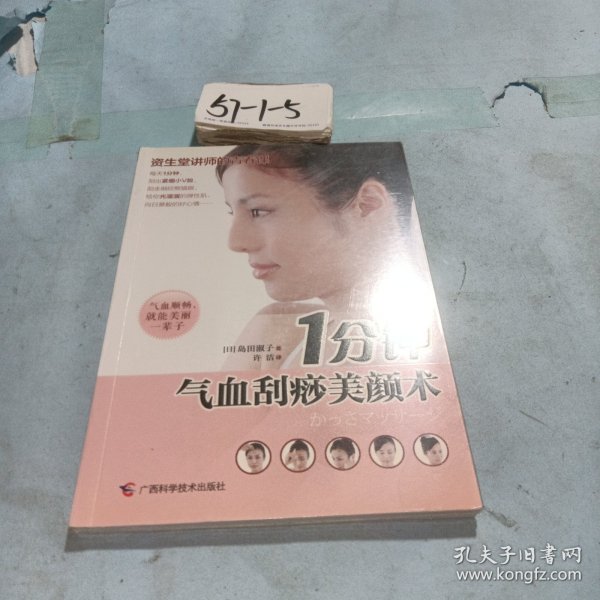 57-1-5
资生堂讲师的
每天1分钟
气血顺畅，
就能美丽
一辈子
[日]岛田淑子 著
许洁 译
1分钟
气血刮痧美颜术
かっさマッサージ
广西科学技术出版社
孔夫子旧书网
www.kongfz.com